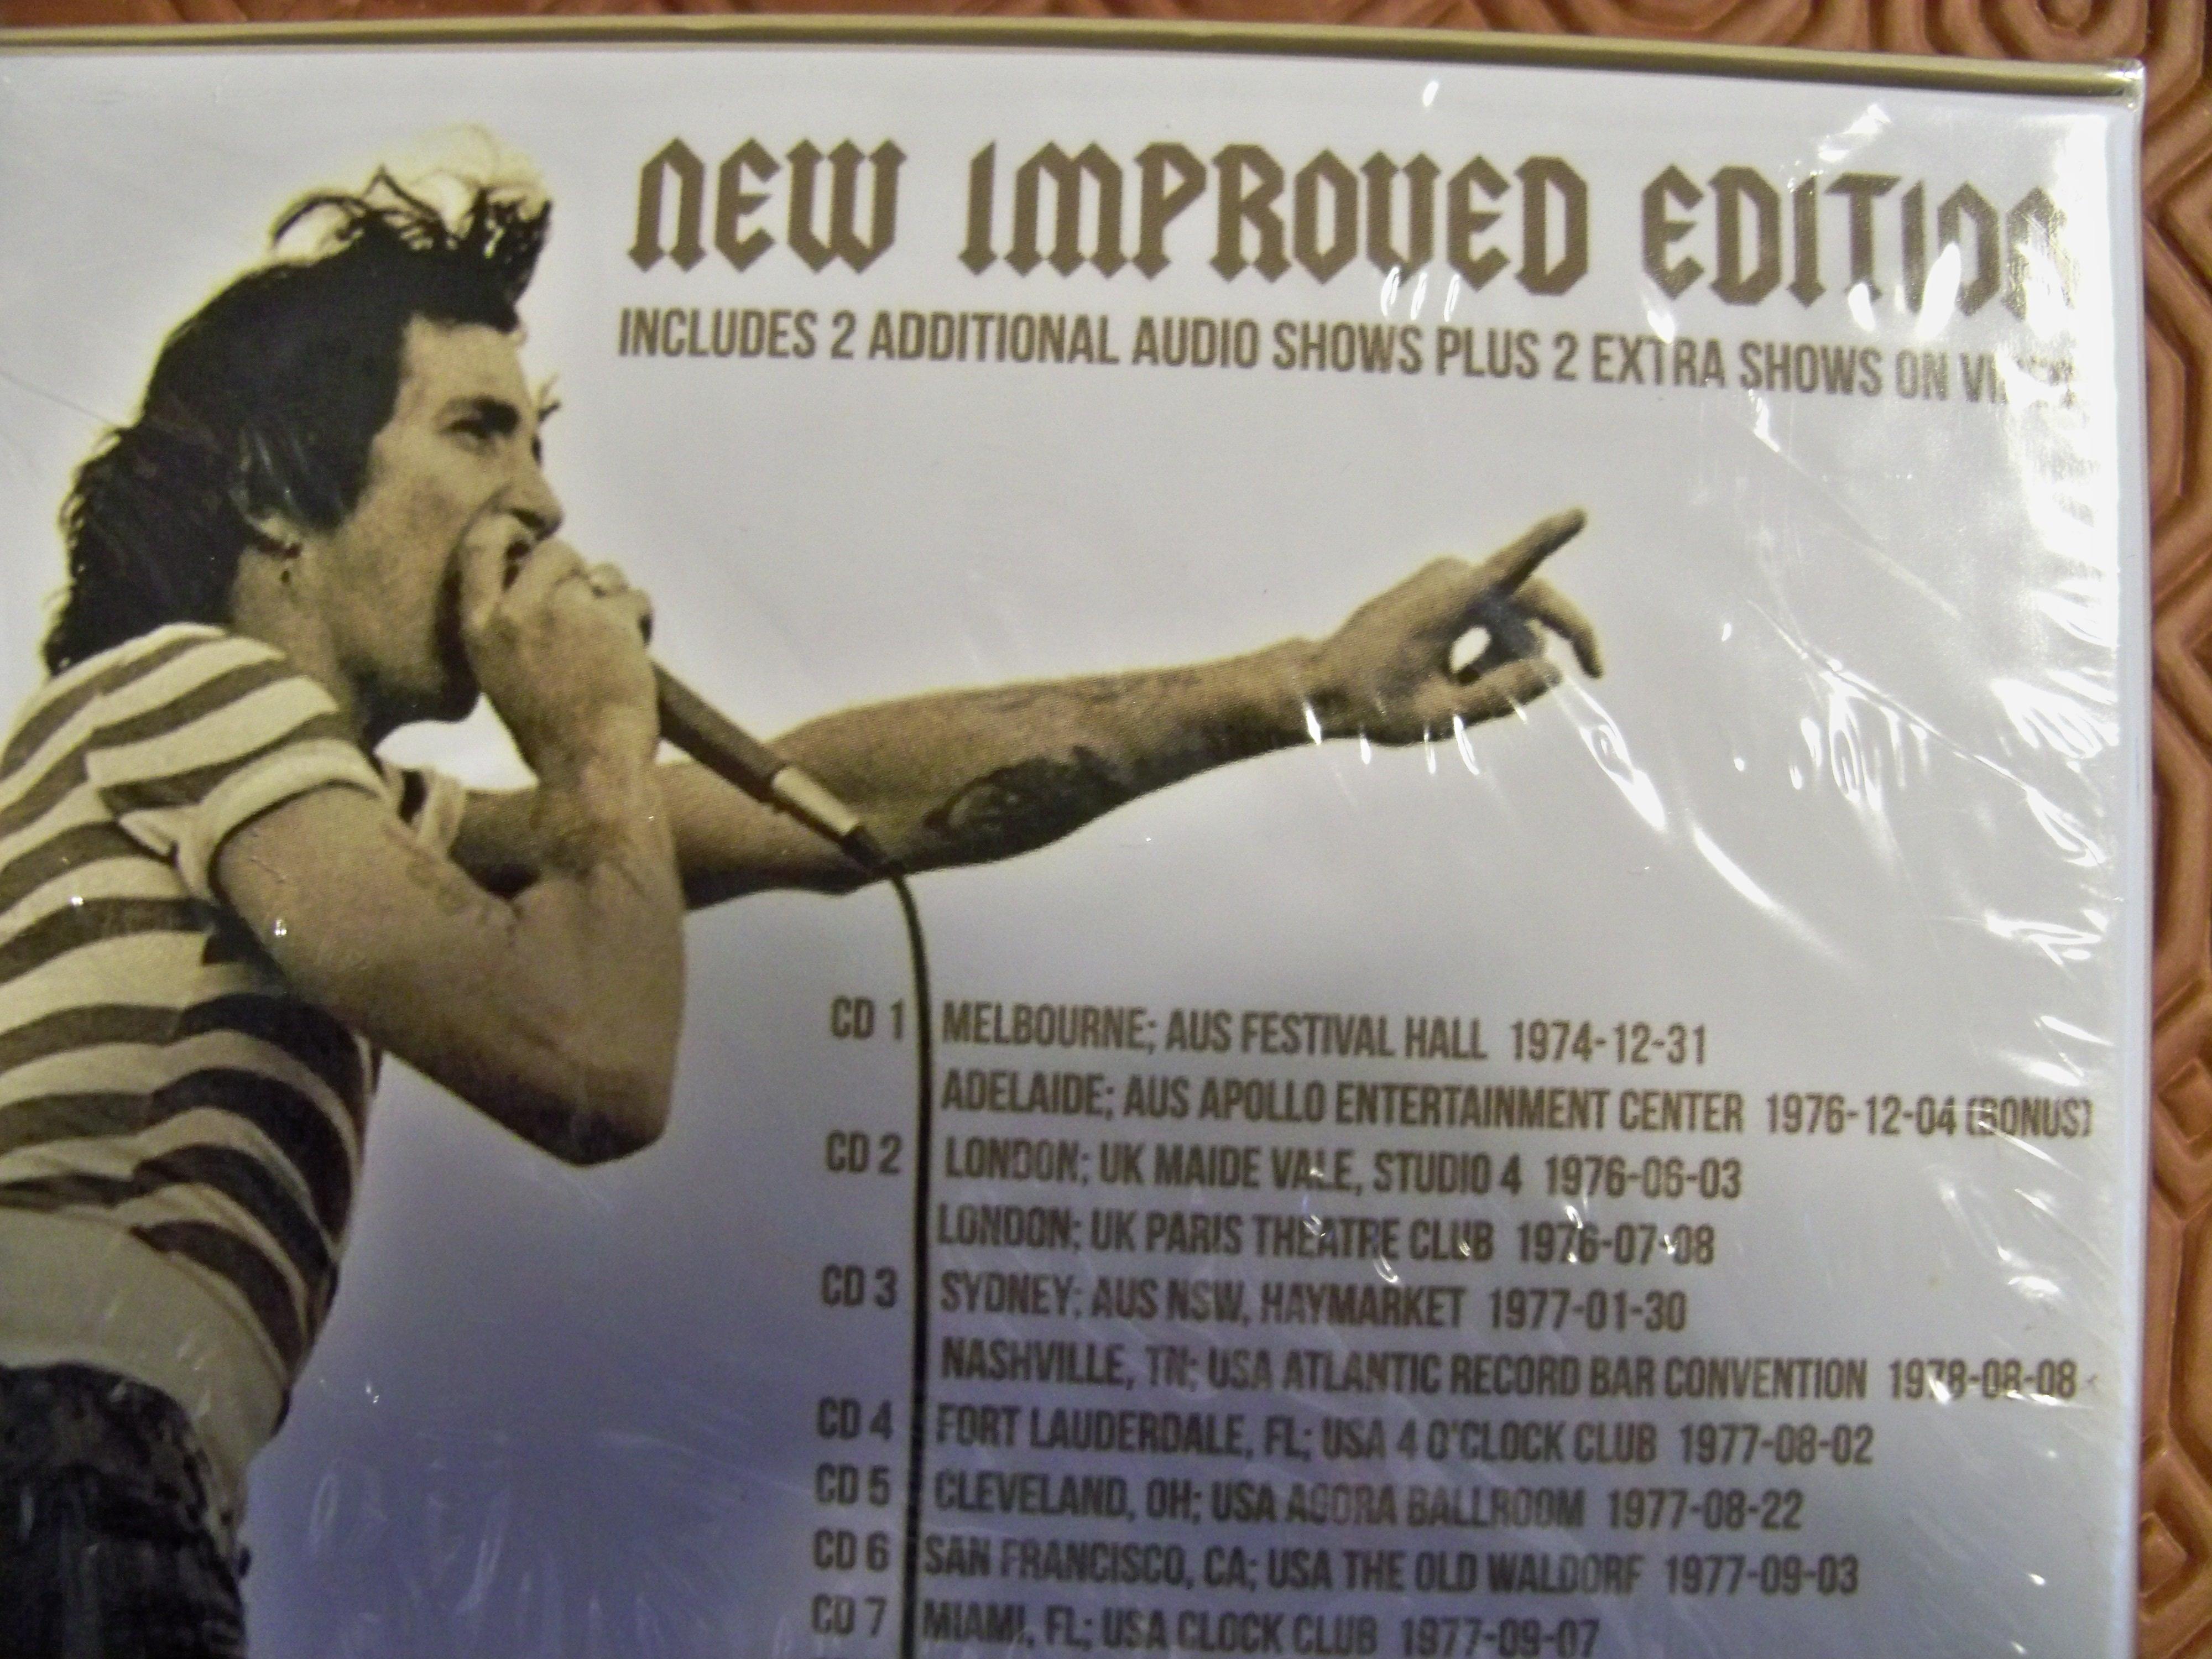 NEW IMPROVED EDITION
INCLUDES 2 ADDITIONAL AUDIO SHOWS PLUS 2 EXTRA SHOWS ON
CD 1 MELBOURNE; AUS FESTIVAL HALL 1974-12-31
ADELAIDE; AUS APOLLO ENTERTAINMENT CENTER 1976-12-04 (BONUS)
CD 2 LONDON; UK MAIDE VALE, STUDIO 4 1976-06-03
LONDON; UK PARIS THEATRE CLUB 1976-07-08
CD 3 SYDNEY; AUS NSW, HAYMARKET 1977-01-30
NASHVILLE, TN; USA ATLANTIC RECORD BAR CONVENTION 1978-08-08
CD 4 FORT LAUDERDALE, FL; USA 4 O'CLOCK CLUB 1977-08-02
CD 5 CLEVELAND, OH; USA AGORA BALLROOM 1977-08-22
CD 6 SAN FRANCISCO, CA; USA THE OLD WALDORF 1977-09-03
CD 7 MIAMI, FL; USA CLOCK CLUB 1977-09-07